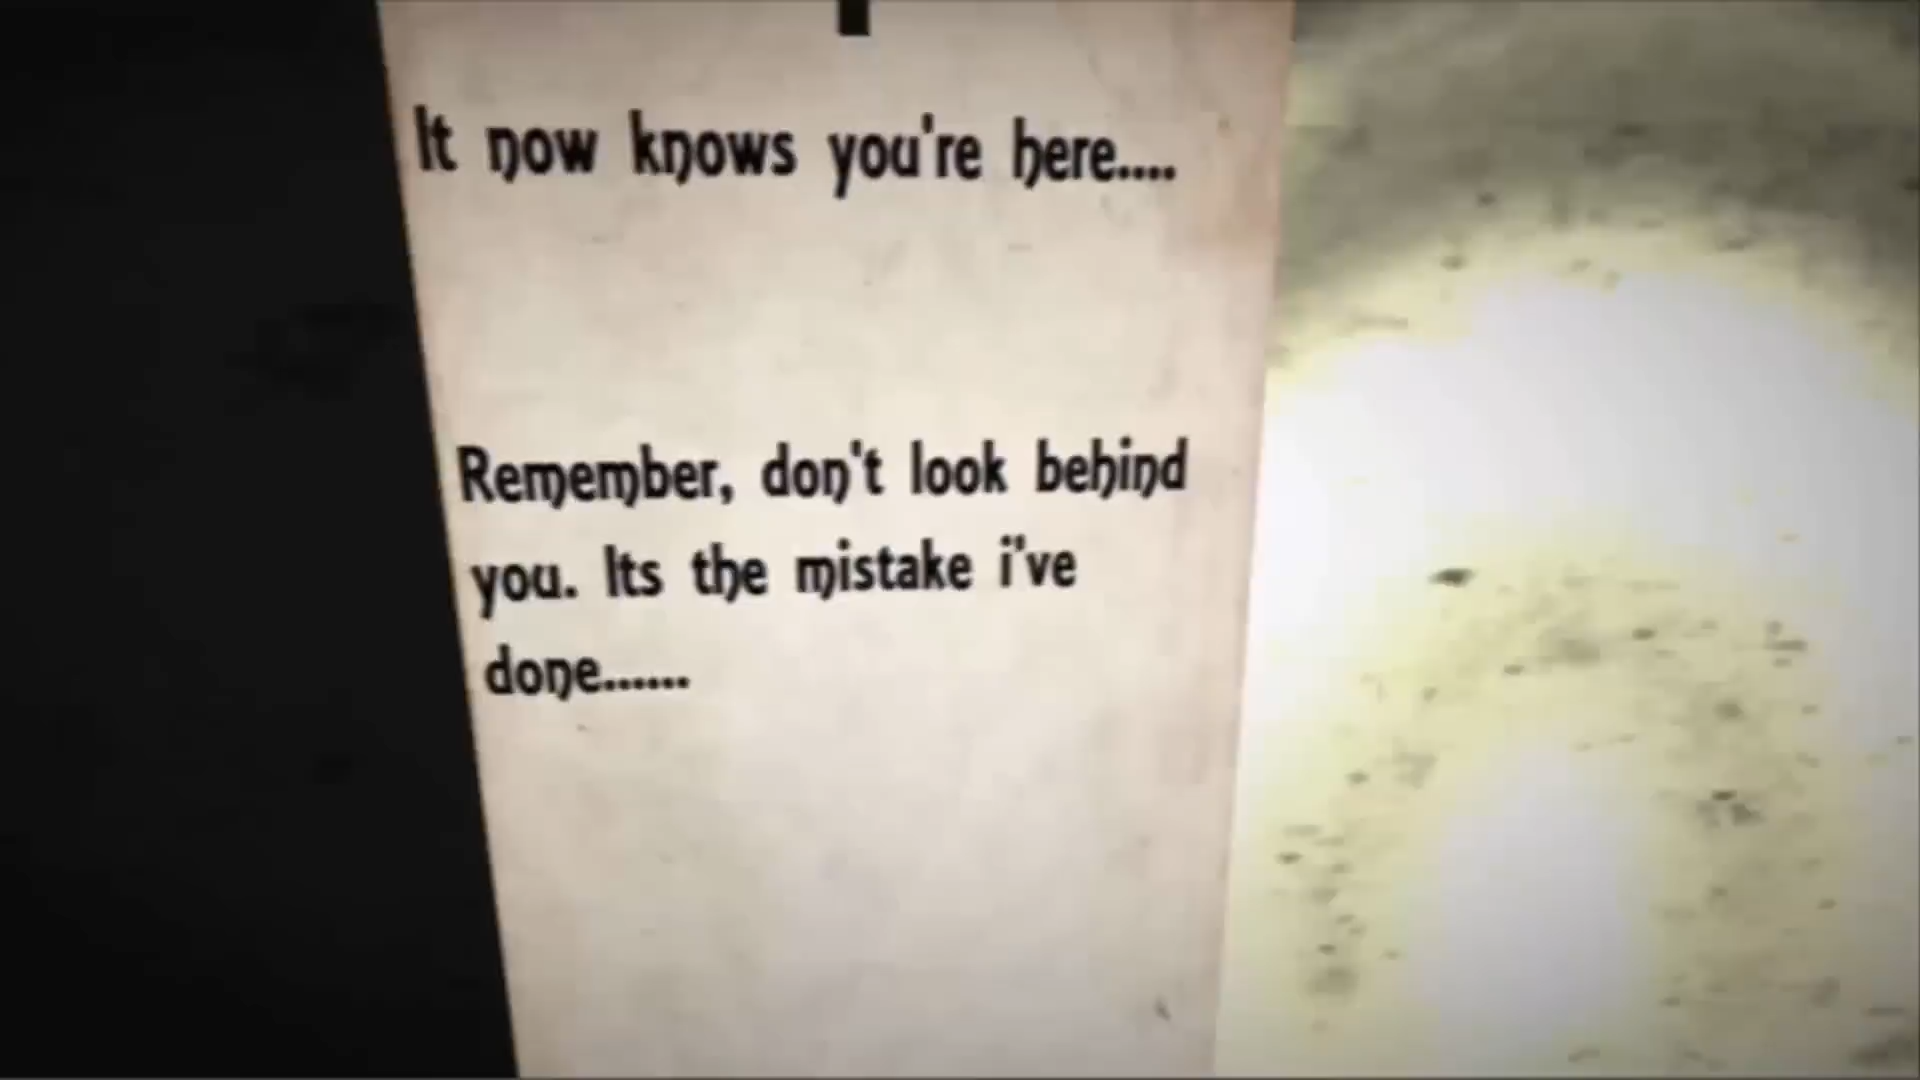 It now knows you're here....
Remember, don't look behind
you. Its the mistake i've
done......